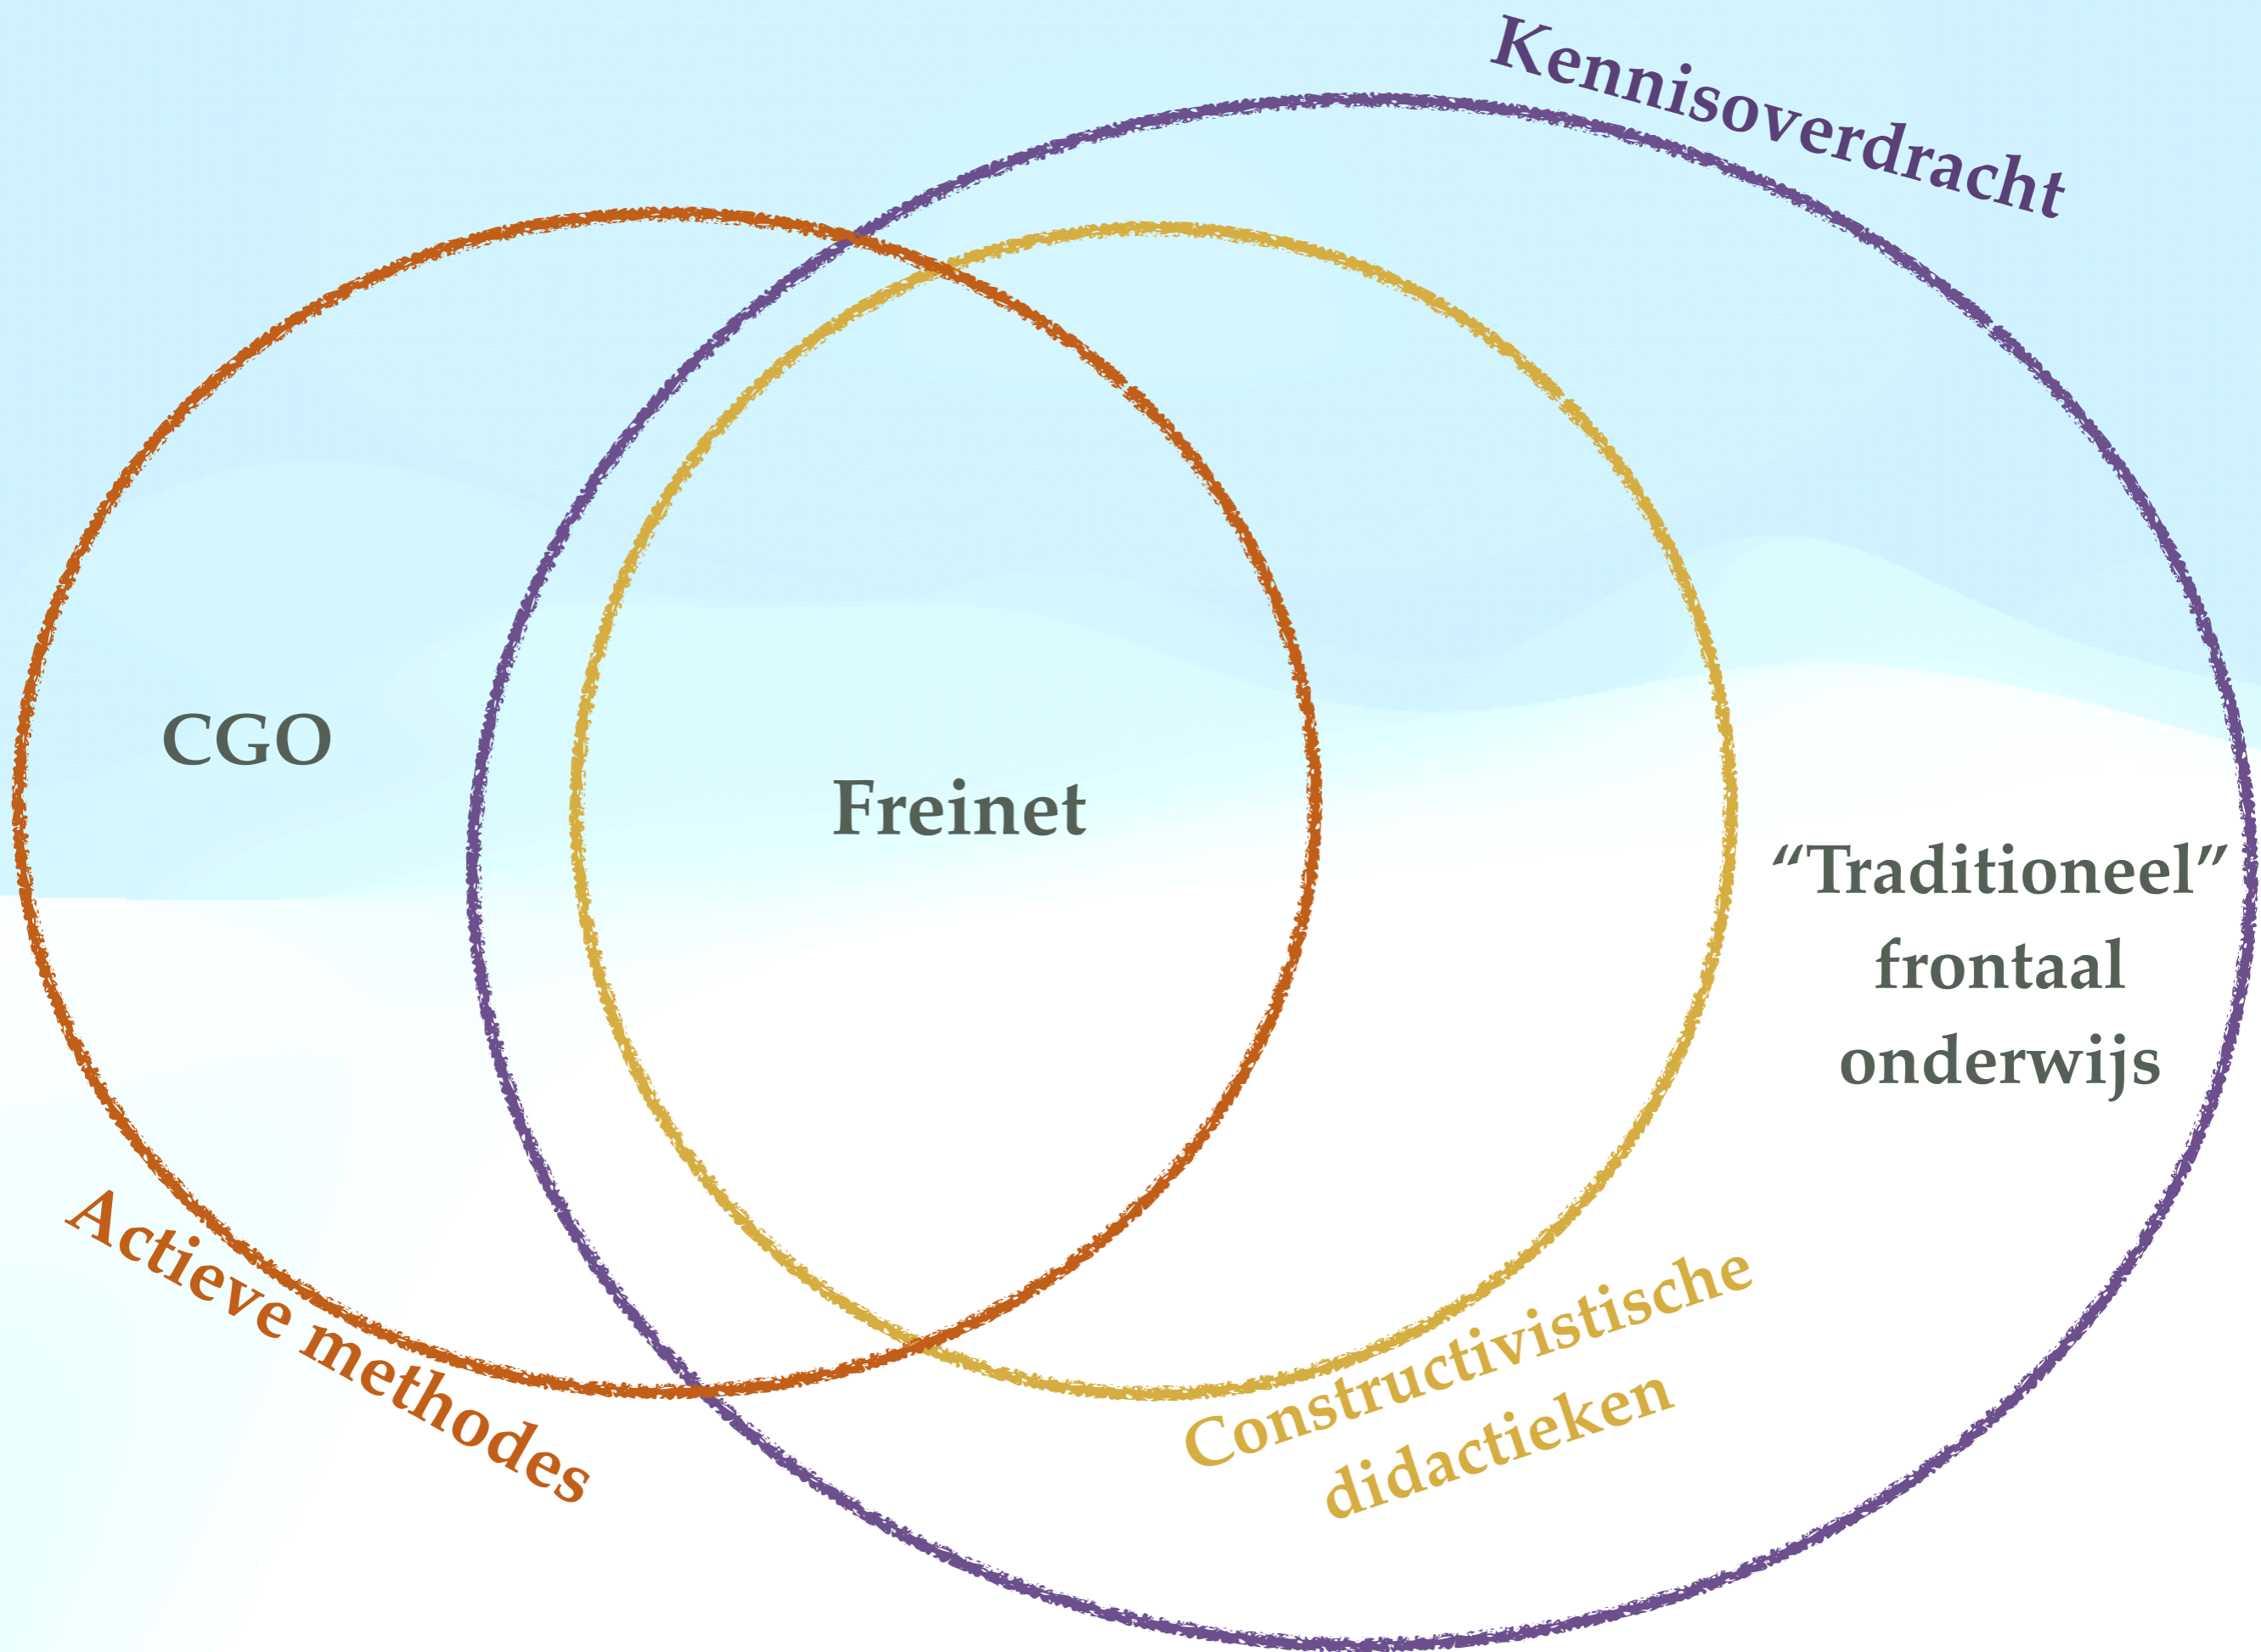 Kennisoverdracht
CGO
Freinet
“Traditioneel”
frontaal
onderwijs
Actieve methodes
Constructivistische
didactieken